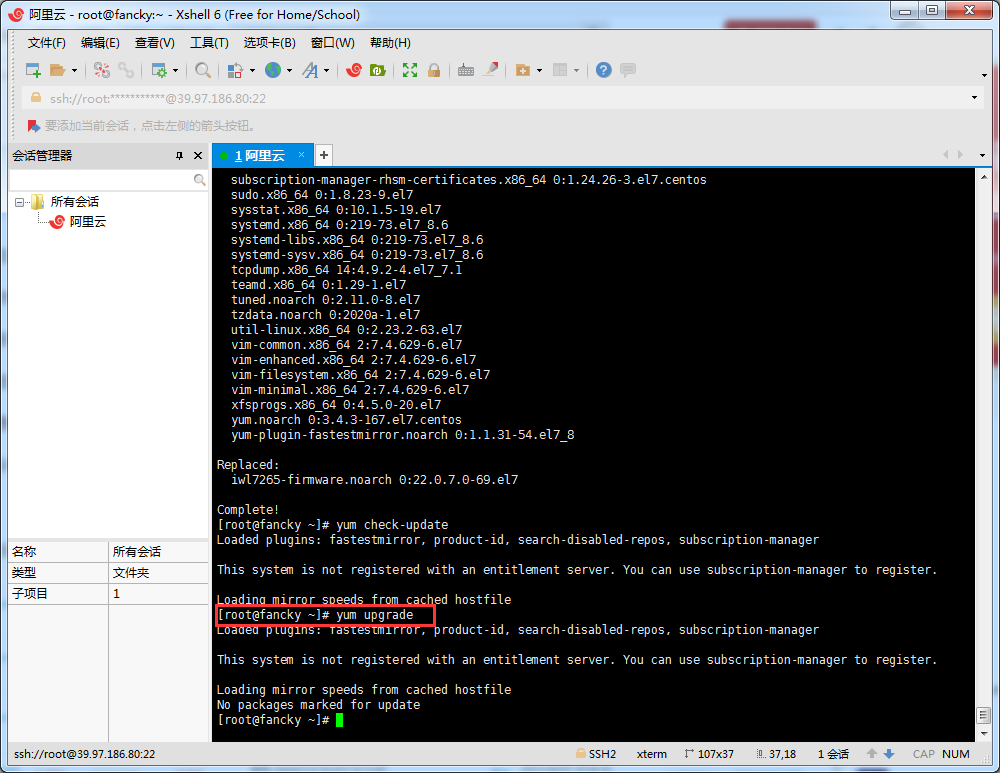 阿里云 - root@fancky:~ - Xshell 6 (Free for Home/School)
文件(F) 编辑(E) 查看(V) 工具(T) 选项卡(B) 窗口(W) 帮助(H)
ssh://root:***********@39.97.186.80:22
要添加当前会话，点击左侧的箭头按钮。
会话管理器
1 阿里云
所有会话
阿里云
subscription-manager-rhsm-certificates.x86_64 0:1.24.26-3.el7.centos
sudo.x86_64 0:1.8.23-9.el7
sysstat.x86_64 0:10.1.5-19.el7
systemd.x86_64 0:219-73.el7_8.6
systemd-libs.x86_64 0:219-73.el7_8.6
systemd-sysv.x86_64 0:219-73.el7_8.6
tcpdump.x86_64 14:4.9.2-4.el7_7.1
teamd.x86_64 0:1.29-1.el7
tuned.noarch 0:2.11.0-8.el7
tzdata.noarch 0:2020a-1.el7
util-linux.x86_64 0:2.23.2-63.el7
vim-common.x86_64 2:7.4.629-6.el7
vim-enhanced.x86_64 2:7.4.629-6.el7
vim-filesystem.x86_64 2:7.4.629-6.el7
vim-minimal.x86_64 2:7.4.629-6.el7
xfsprogs.x86_64 0:4.5.0-20.el7
yum.noarch 0:3.4.3-167.el7.centos
yum-plugin-fastestmirror.noarch 0:1.1.31-54.el7_8
Replaced:
iwl7265-firmware.noarch 0:22.0.7.0-69.el7
Complete!
[root@fancky ~]# yum check-update
Loaded plugins: fastestmirror, product-id, search-disabled-repos, subscription-manager
This system is not registered with an entitlement server. You can use subscription-manager to register.
Loading mirror speeds from cached hostfile
[root@fancky ~]# yum upgrade
Loaded plugins: fastestmirror, product-id, search-disabled-repos, subscription-manager
This system is not registered with an entitlement server. You can use subscription-manager to register.
Loading mirror speeds from cached hostfile
No packages marked for update
[root@fancky ~]#
名称 所有会话
类型 文件夹
子项目 1
ssh://root@39.97.186.80:22 SSH2 xterm 107x37 37,18 1 会话 CAP NUM